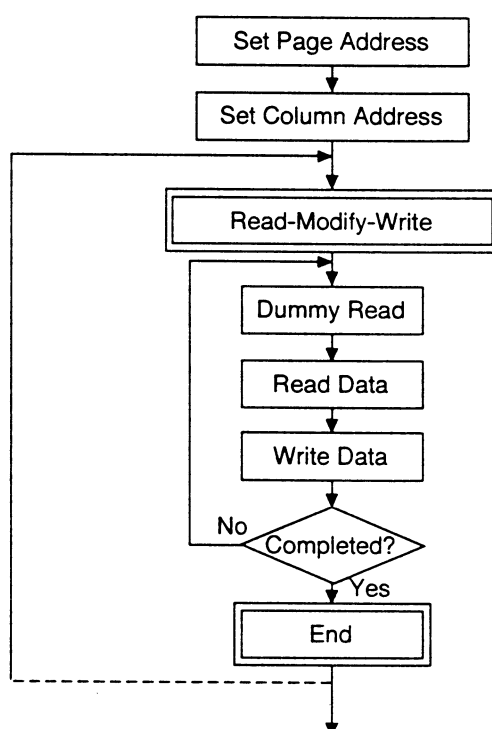 Set Page Address
Set Column Address
Read-Modify-Write
Dummy Read
Read Data
Write Data
No
Completed?
Yes
End